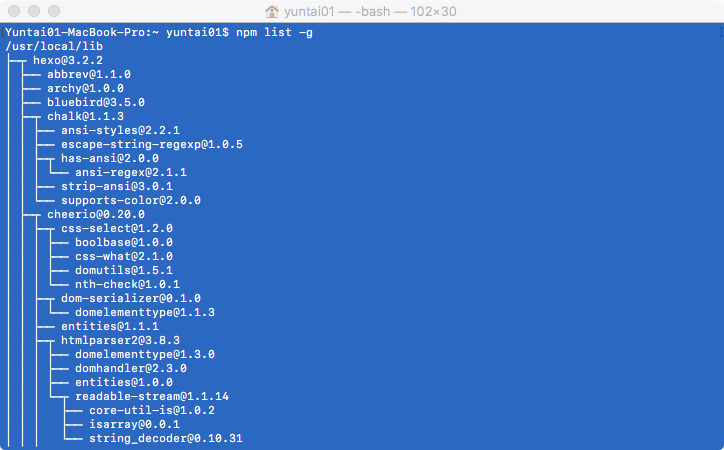 yuntai01 — -bash — 102×30
[Yuntai01-MacBook-Pro:~ yuntai01$ npm list -g ]
/usr/local/lib
├─┬ hexo@3.2.2
│ ├── abbrev@1.1.0
│ ├── archy@1.0.0
│ ├── bluebird@3.5.0
│ ├─┬ chalk@1.1.3
│ │ ├── ansi-styles@2.2.1
│ │ ├── escape-string-regexp@1.0.5
│ │ ├─┬ has-ansi@2.0.0
│ │ │ └── ansi-regex@2.1.1
│ │ ├── strip-ansi@3.0.1
│ │ └── supports-color@2.0.0
│ ├─┬ cheerio@0.20.0
│ │ ├─┬ css-select@1.2.0
│ │ │ ├── boolbase@1.0.0
│ │ │ ├── css-what@2.1.0
│ │ │ ├── domutils@1.5.1
│ │ │ └── nth-check@1.0.1
│ │ ├─┬ dom-serializer@0.1.0
│ │ │ └── domelementtype@1.1.3
│ │ ├── entities@1.1.1
│ │ ├─┬ htmlparser2@3.8.3
│ │ │ ├── domelementtype@1.3.0
│ │ │ ├── domhandler@2.3.0
│ │ │ ├── entities@1.0.0
│ │ │ └─┬ readable-stream@1.1.14
│ │ │   ├── core-util-is@1.0.2
│ │ │   ├── isarray@0.0.1
│ │ │   └── string_decoder@0.10.31